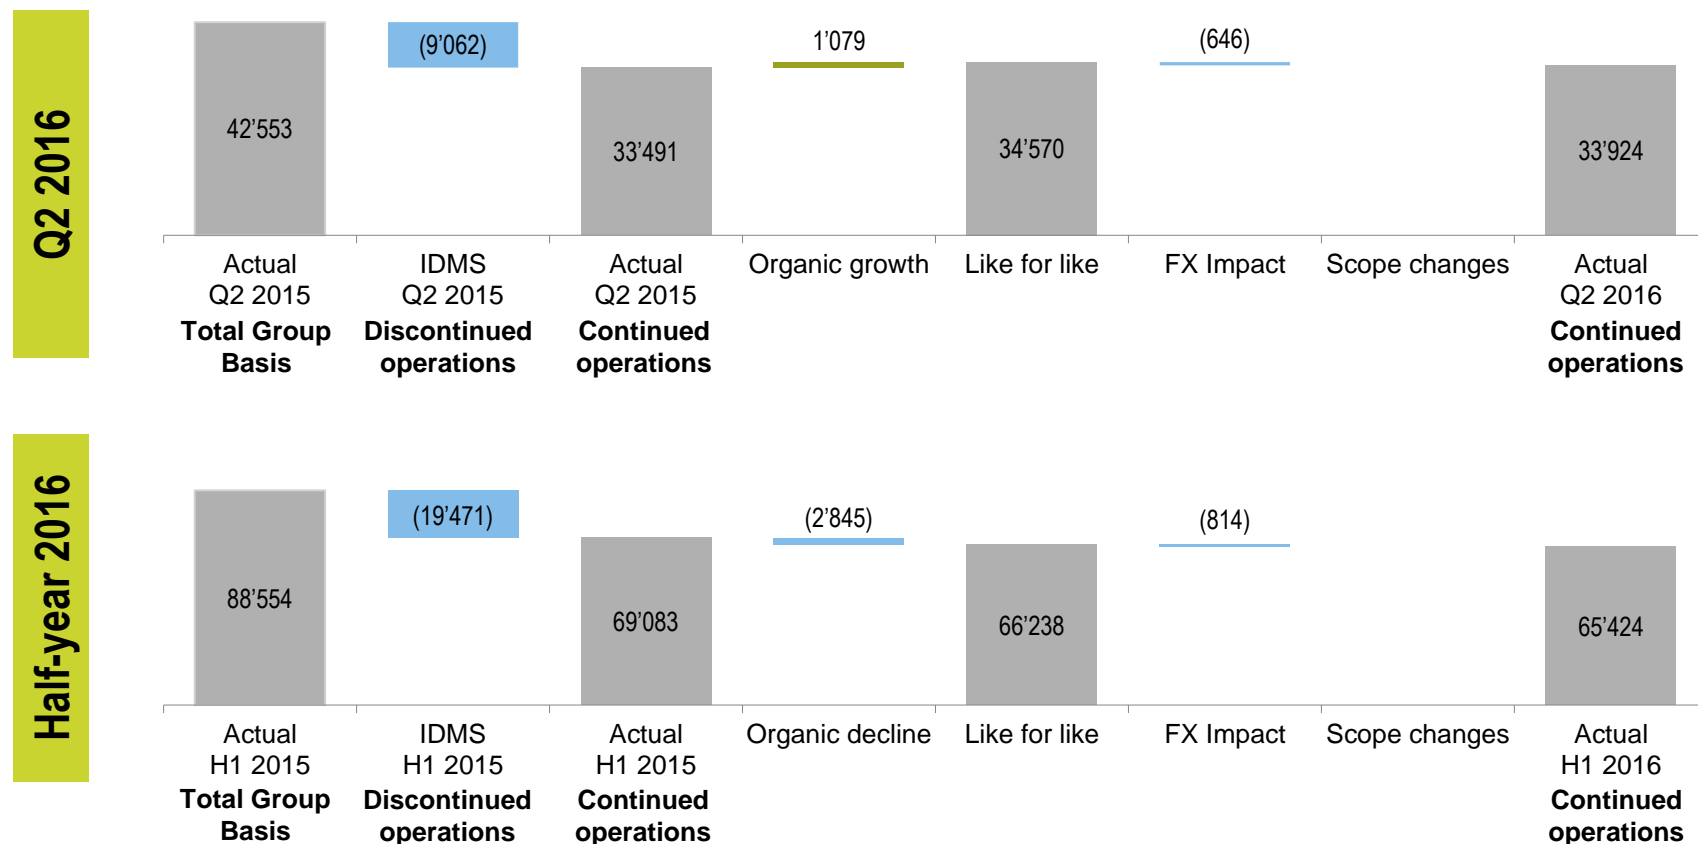 Q2 2016
42’553
(9’062)
33’491
1’079
34’570
(646)
33’924
Actual
Q2 2015
Total Group
Basis
IDMS
Q2 2015
Discontinued
operations
Actual
Q2 2015
Continued
operations
Organic growth
Like for like
FX Impact
Scope changes
Actual
Q2 2016
Continued
operations
Half-year 2016
88’554
(19’471)
69’083
(2’845)
66’238
(814)
65’424
Actual
H1 2015
Total Group
Basis
IDMS
H1 2015
Discontinued
operations
Actual
H1 2015
Continued
operations
Organic decline
Like for like
FX Impact
Scope changes
Actual
H1 2016
Continued
operations